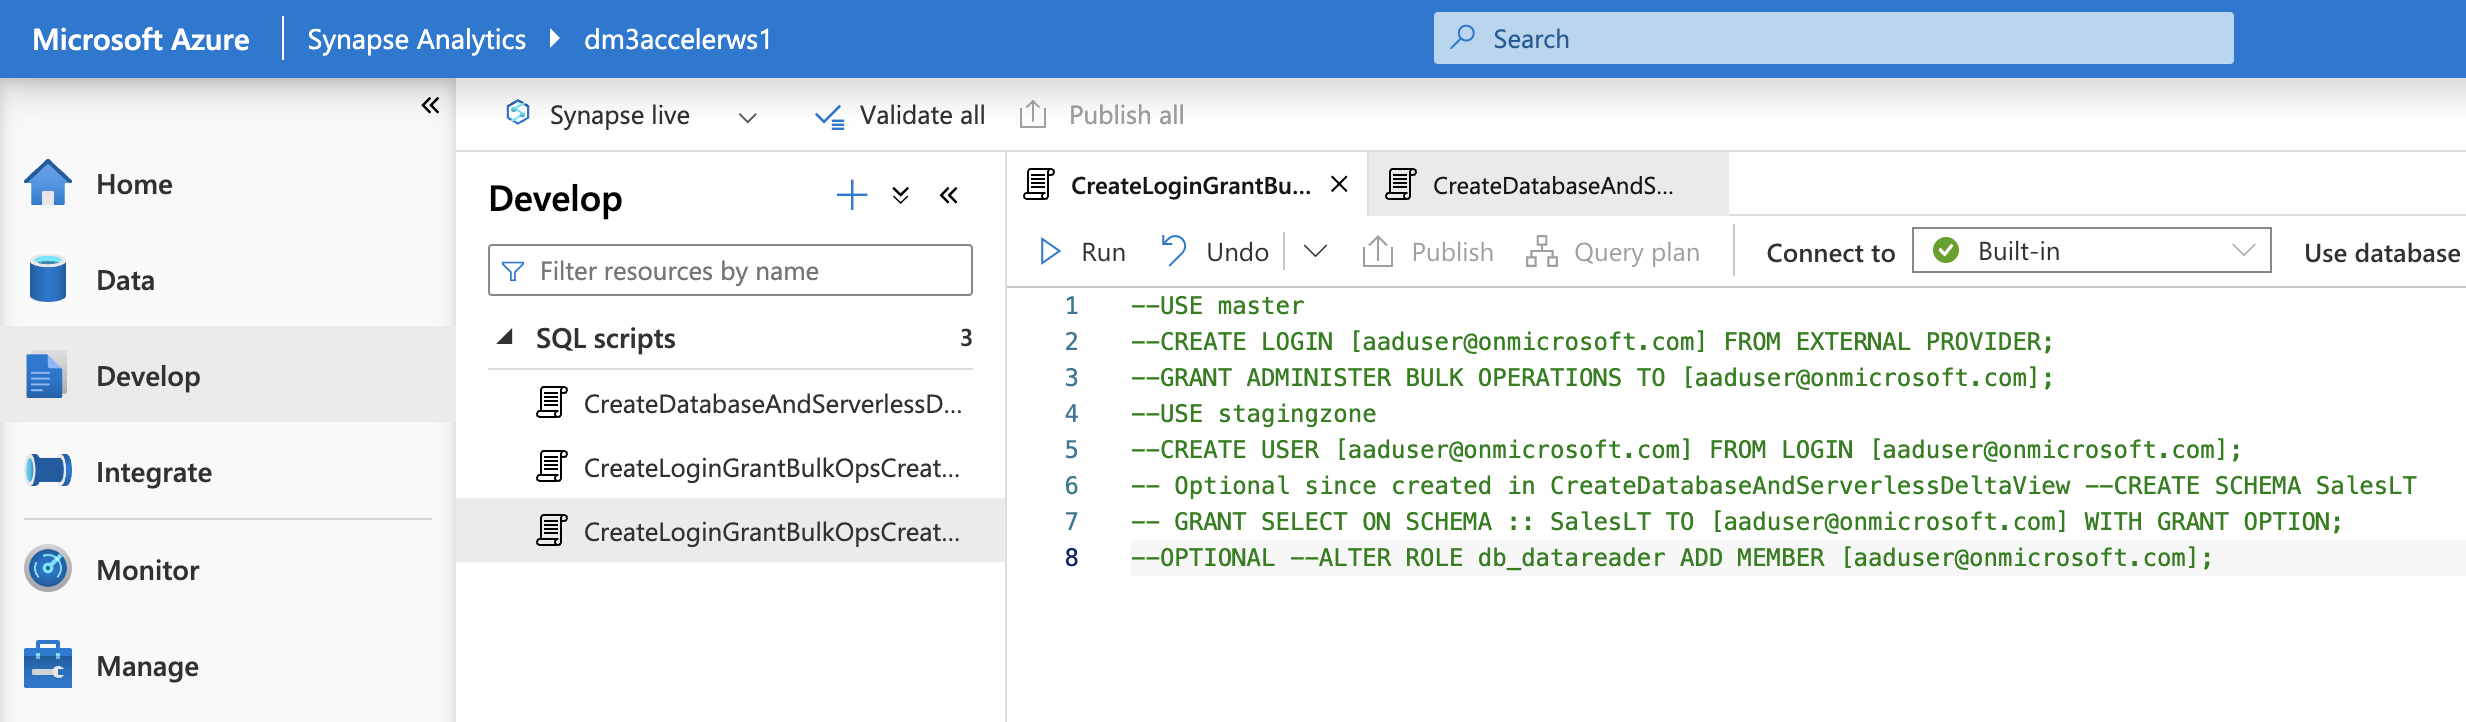 Microsoft Azure
Synapse Analytics
dm3accelerws1
Search
Synapse live
Validate all
Publish all
Home
Data
Develop
Integrate
Monitor
Manage
Develop
Filter resources by name
SQL scripts 3
CreateDatabaseAndServerlessD...
CreateLoginGrantBulkOpsCreat...
CreateLoginGrantBulkOpsCreat...
CreateLoginGrantBu...
CreateDatabaseAndS...
Run
Undo
Publish
Query plan
Connect to
Built-in
Use database
1 --USE master
2 --CREATE LOGIN [aaduser@onmicrosoft.com] FROM EXTERNAL PROVIDER;
3 --GRANT ADMINISTER BULK OPERATIONS TO [aaduser@onmicrosoft.com];
4 --USE stagingzone
5 --CREATE USER [aaduser@onmicrosoft.com] FROM LOGIN [aaduser@onmicrosoft.com];
6 -- Optional since created in CreateDatabaseAndServerlessDeltaView --CREATE SCHEMA SalesLT
7 -- GRANT SELECT ON SCHEMA :: SalesLT TO [aaduser@onmicrosoft.com] WITH GRANT OPTION;
8 --OPTIONAL --ALTER ROLE db_datareader ADD MEMBER [aaduser@onmicrosoft.com];